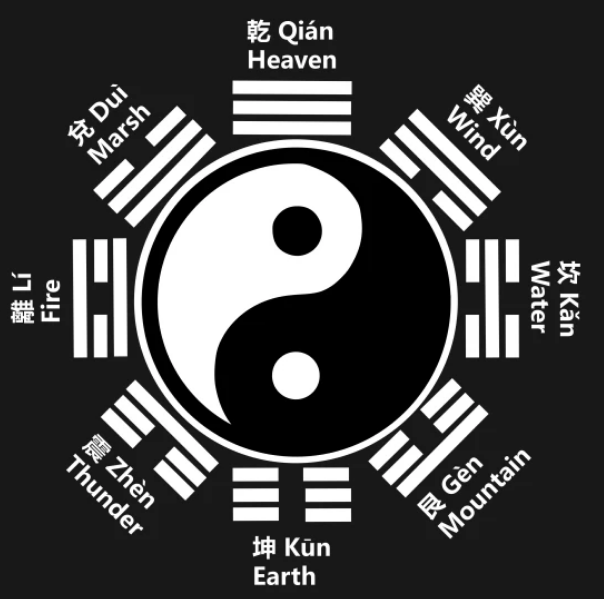 乾 Qián
Heaven
巽 Xùn
Wind
坎 Kǎn
Water
艮 Gèn
Mountain
坤 Kūn
Earth
震 Zhèn
Thunder
離 Lí
Fire
兌 Duì
Marsh